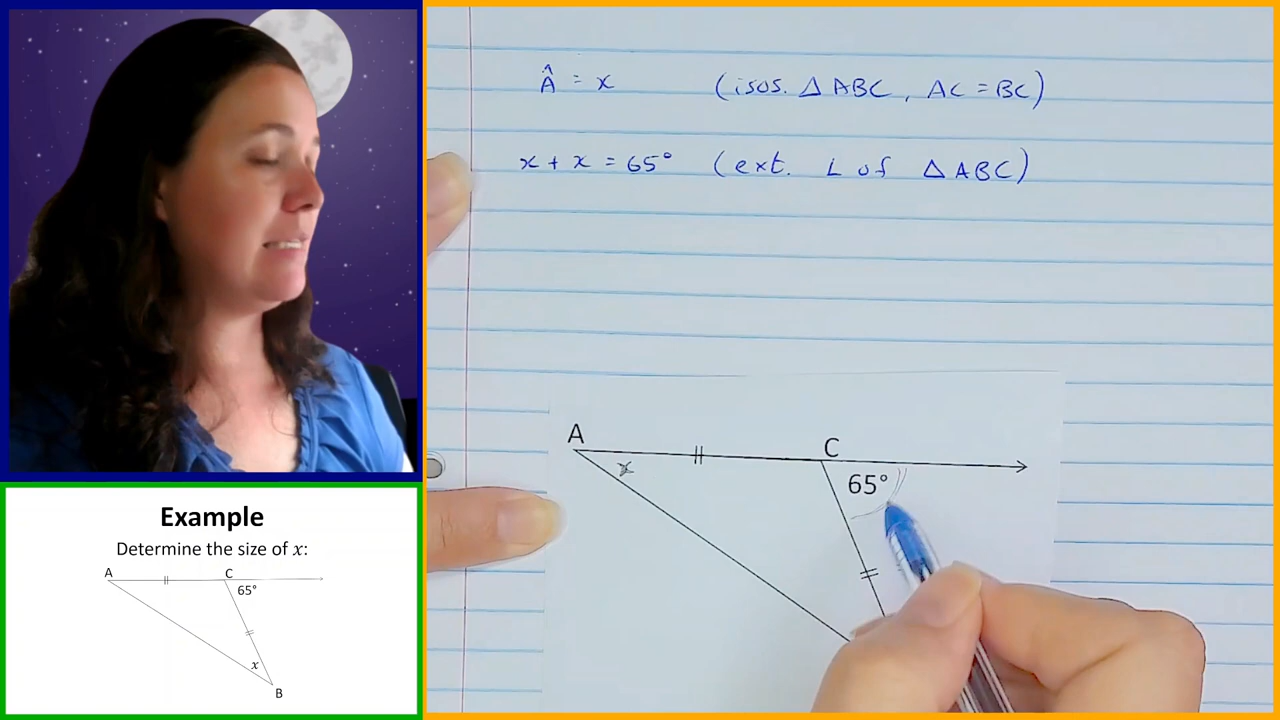 Â = x (isos. △ ABC, AC = BC)
x + x = 65° (ext. ∠ of △ ABC)
A
C
x
65°
Example
Determine the size of x:
A
C
65°
x
B